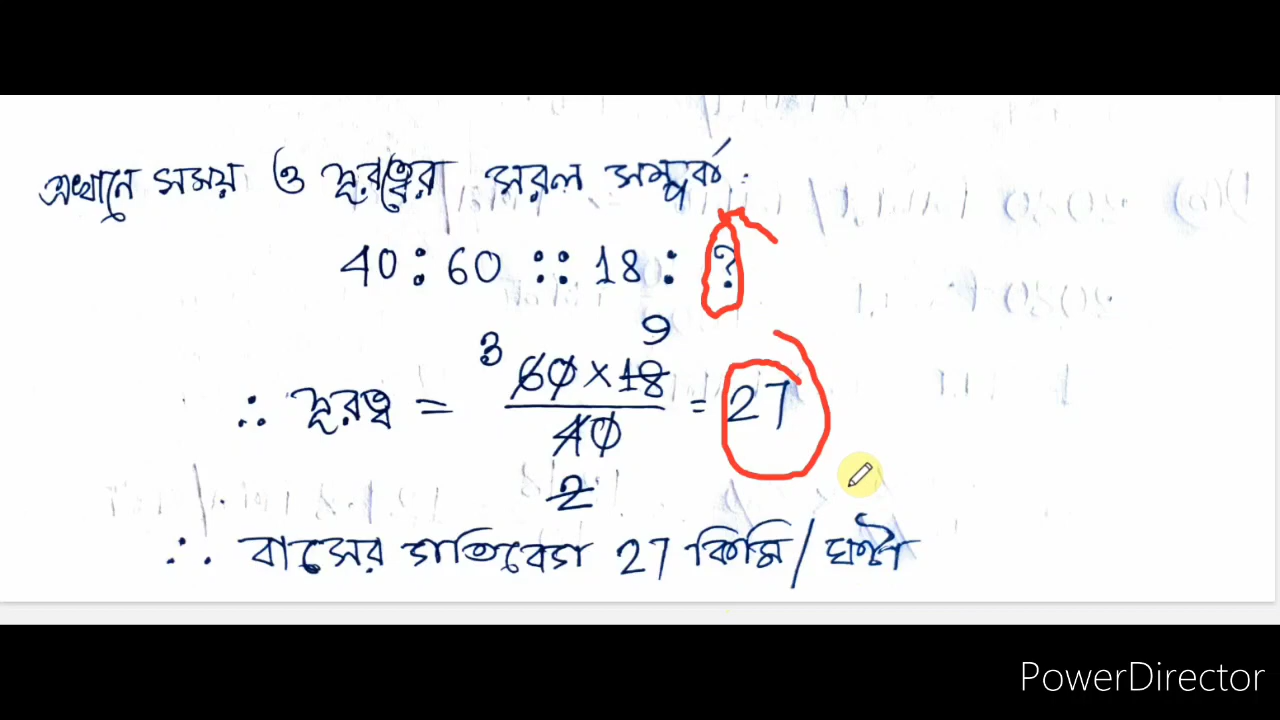 এখানে সময় ও দূরত্বের সরল সম্পর্ক.
40 : 60 :: 18 : ?
3 9
∴ দূরত্ব = 60 × 18 / 40 = 27
2
∴ বাসের গতিবেগ 27 কিমি/ঘণ্টা
PowerDirector